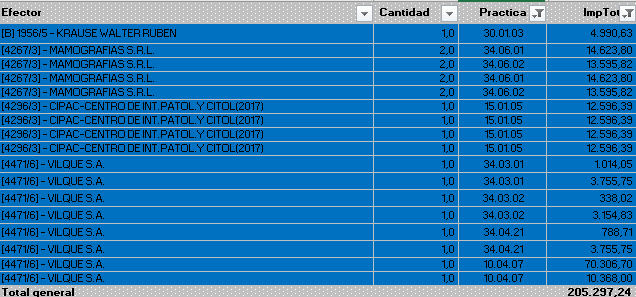 Efector Cantidad Practica ImpTot
[B] 1956/5 - KRAUSE WALTER RUBEN 1,0 30.01.03 4.990,63
[4267/3] - MAMOGRAFIAS S.R.L. 2,0 34.06.01 14.623,80
[4267/3] - MAMOGRAFIAS S.R.L. 2,0 34.06.02 13.595,82
[4267/3] - MAMOGRAFIAS S.R.L. 2,0 34.06.01 14.623,80
[4267/3] - MAMOGRAFIAS S.R.L. 2,0 34.06.02 13.595,82
[4296/3] - CIPAC-CENTRO DE INT.PATOL.Y CITOL(2017) 1,0 15.01.05 12.596,39
[4296/3] - CIPAC-CENTRO DE INT.PATOL.Y CITOL(2017) 1,0 15.01.05 12.596,39
[4296/3] - CIPAC-CENTRO DE INT.PATOL.Y CITOL(2017) 1,0 15.01.05 12.596,39
[4296/3] - CIPAC-CENTRO DE INT.PATOL.Y CITOL(2017) 1,0 15.01.05 12.596,39
[4471/6] - VILQUE S.A. 1,0 34.03.01 1.014,05
[4471/6] - VILQUE S.A. 1,0 34.03.01 3.755,75
[4471/6] - VILQUE S.A. 1,0 34.03.02 338,02
[4471/6] - VILQUE S.A. 1,0 34.03.02 3.154,83
[4471/6] - VILQUE S.A. 1,0 34.04.21 788,71
[4471/6] - VILQUE S.A. 1,0 34.04.21 3.755,75
[4471/6] - VILQUE S.A. 1,0 10.04.07 70.306,70
[4471/6] - VILQUE S.A. 1,0 10.04.07 10.368,00
Total general 205.297,24